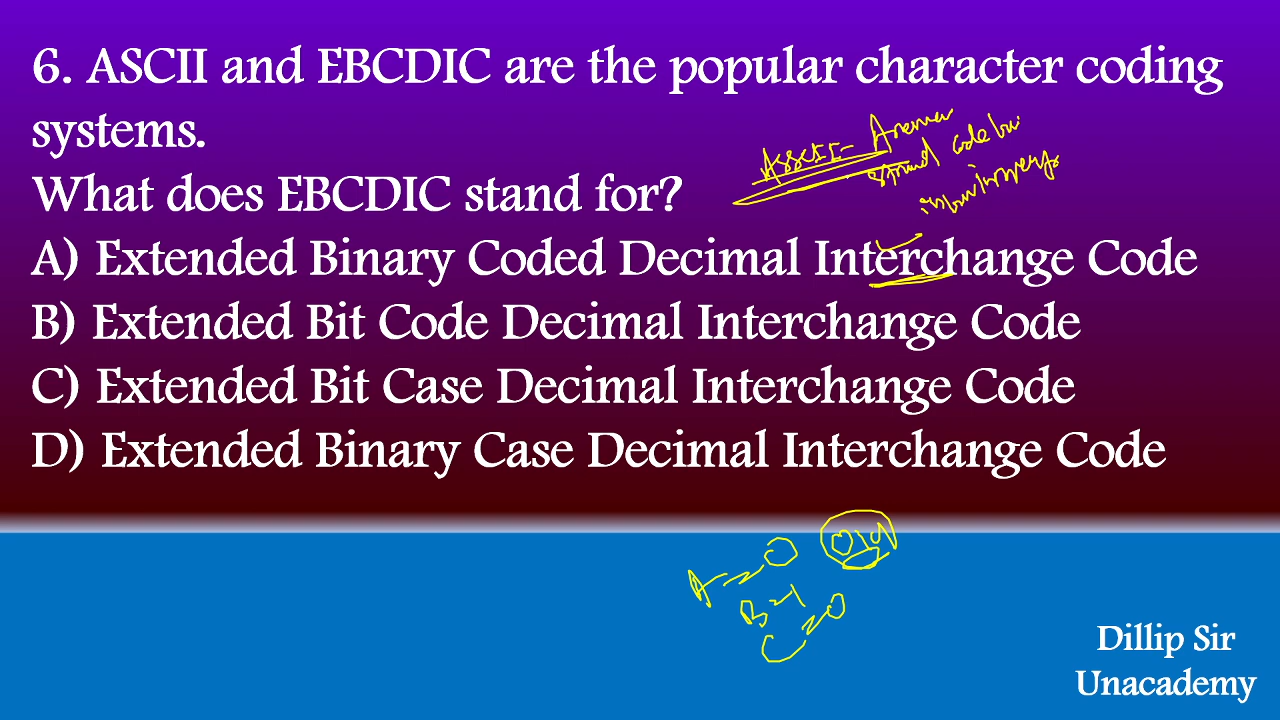 6. ASCII and EBCDIC are the popular character coding
systems.
What does EBCDIC stand for?
A) Extended Binary Coded Decimal Interchange Code
B) Extended Bit Code Decimal Interchange Code
C) Extended Bit Case Decimal Interchange Code
D) Extended Binary Case Decimal Interchange Code
Dillip Sir
Unacademy